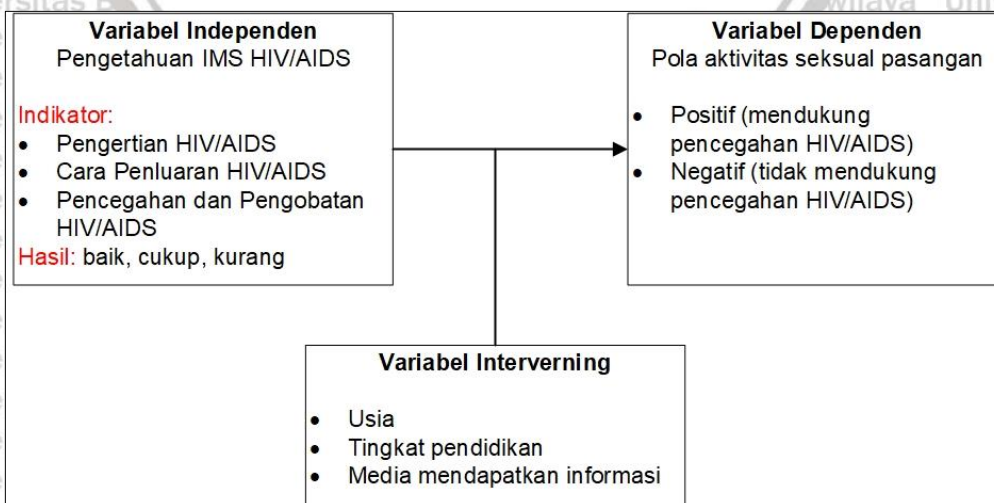 Variabel Independen
Pengetahuan IMS HIV/AIDS
Indikator:
• Pengertian HIV/AIDS
• Cara Penluaran HIV/AIDS
• Pencegahan dan Pengobatan
HIV/AIDS
Hasil: baik, cukup, kurang
Variabel Dependen
Pola aktivitas seksual pasangan
• Positif (mendukung
pencegahan HIV/AIDS)
• Negatif (tidak mendukung
pencegahan HIV/AIDS)
Variabel Interverning
• Usia
• Tingkat pendidikan
• Media mendapatkan informasi